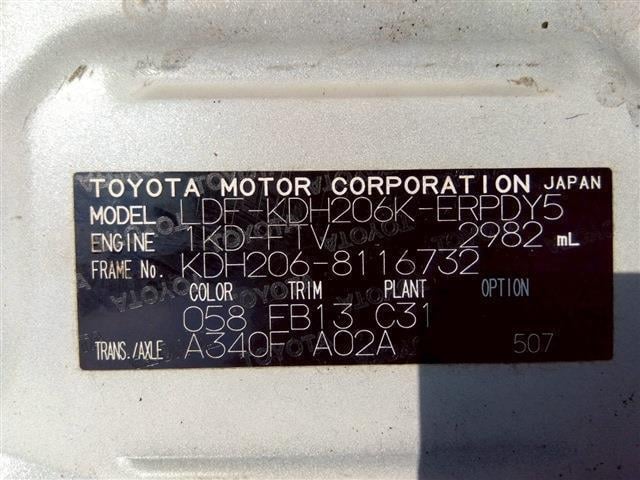 TOYOTA MOTOR CORPORATION JAPAN
MODEL LDF-KDH206K-ERPDY5
ENGINE 1KD-FTV 2982 mL
FRAME No. KDH206-8116732
COLOR TRIM PLANT OPTION
058 FB13 C31
TRANS./AXLE A340F A02A 507